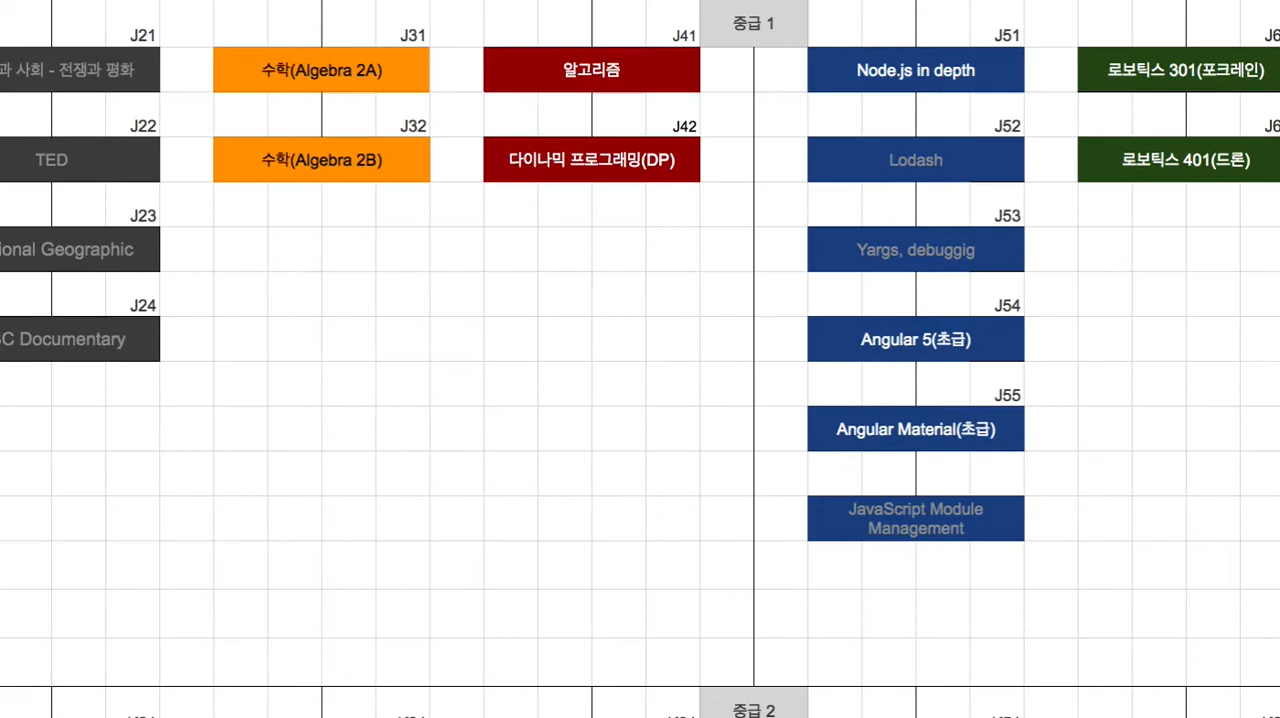 중급 1
J21
J31
J41
J51
J6
과 사회 - 전쟁과 평화
수학(Algebra 2A)
알고리즘
Node.js in depth
로보틱스 301(포크레인)
J22
J32
J42
J52
J6
TED
수학(Algebra 2B)
다이나믹 프로그래밍(DP)
Lodash
로보틱스 401(드론)
J23
J53
ional Geographic
Yargs, debuggig
J24
J54
C Documentary
Angular 5(초급)
J55
Angular Material(초급)
JavaScript Module
Management
중급 2